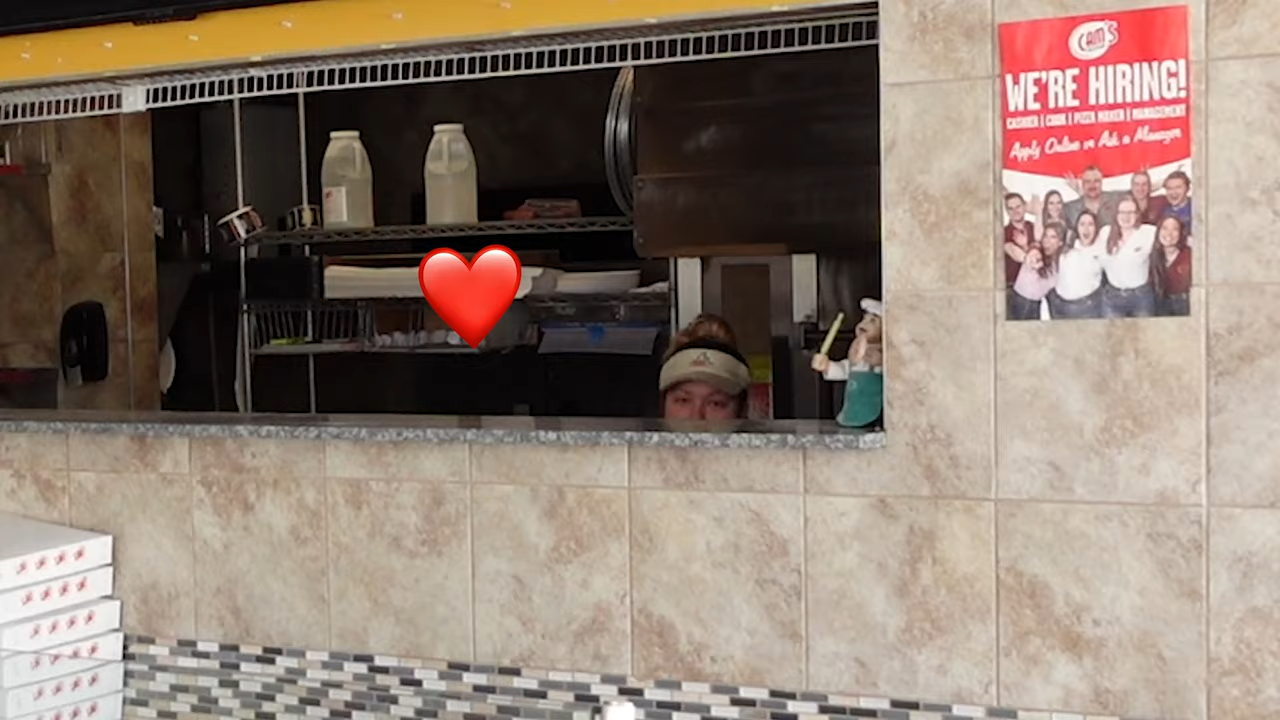 CAM'S
WE'RE HIRING!
CASHIER | COOK | PIZZA MAKER | MANAGEMENT
Apply Online or Ask a Manager